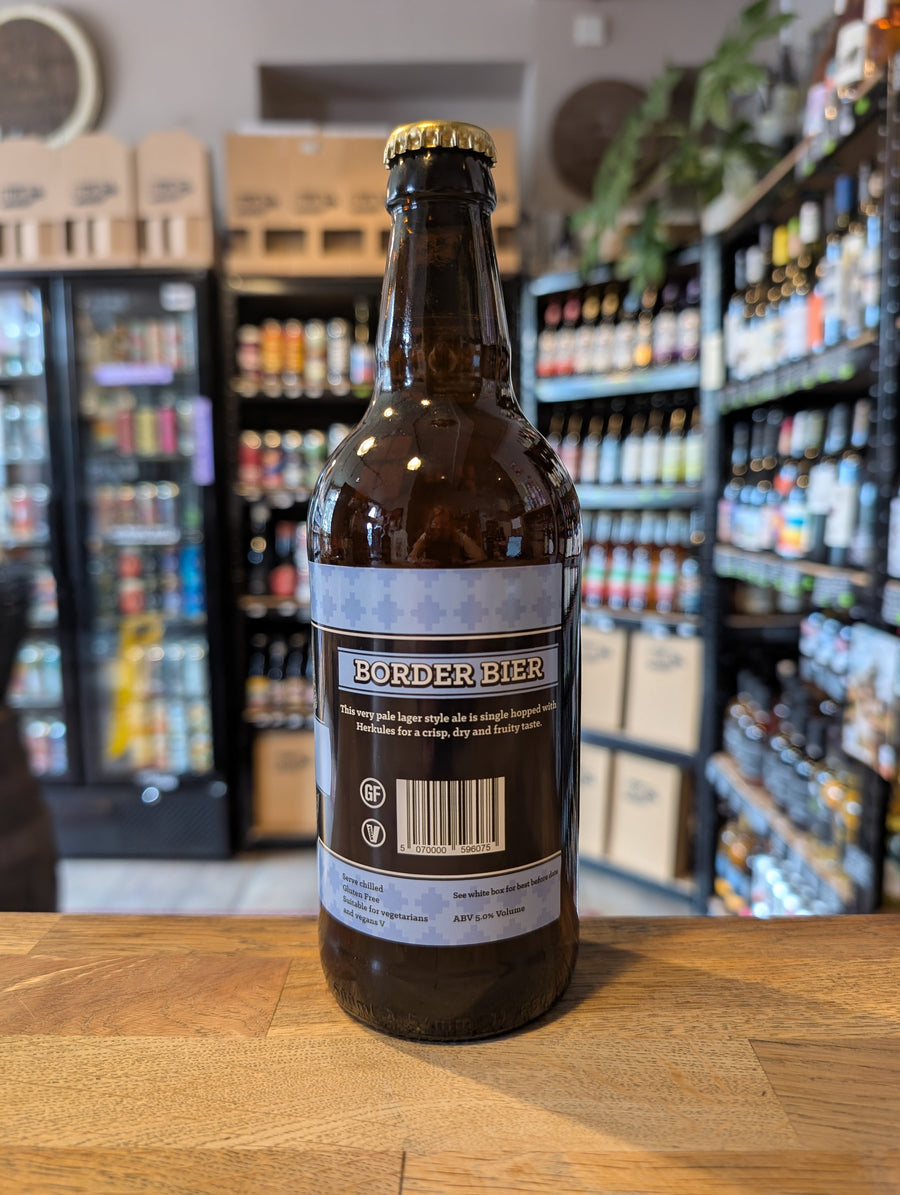 BORDER BIER
This very pale lager style ale is single hopped with
Herkules for a crisp, dry and fruity taste.
GF
V
5 070000 596075
Serve chilled
Gluten Free
Suitable for vegetarians
and vegans V
See white box for best before date
ABV 5.0% Volume